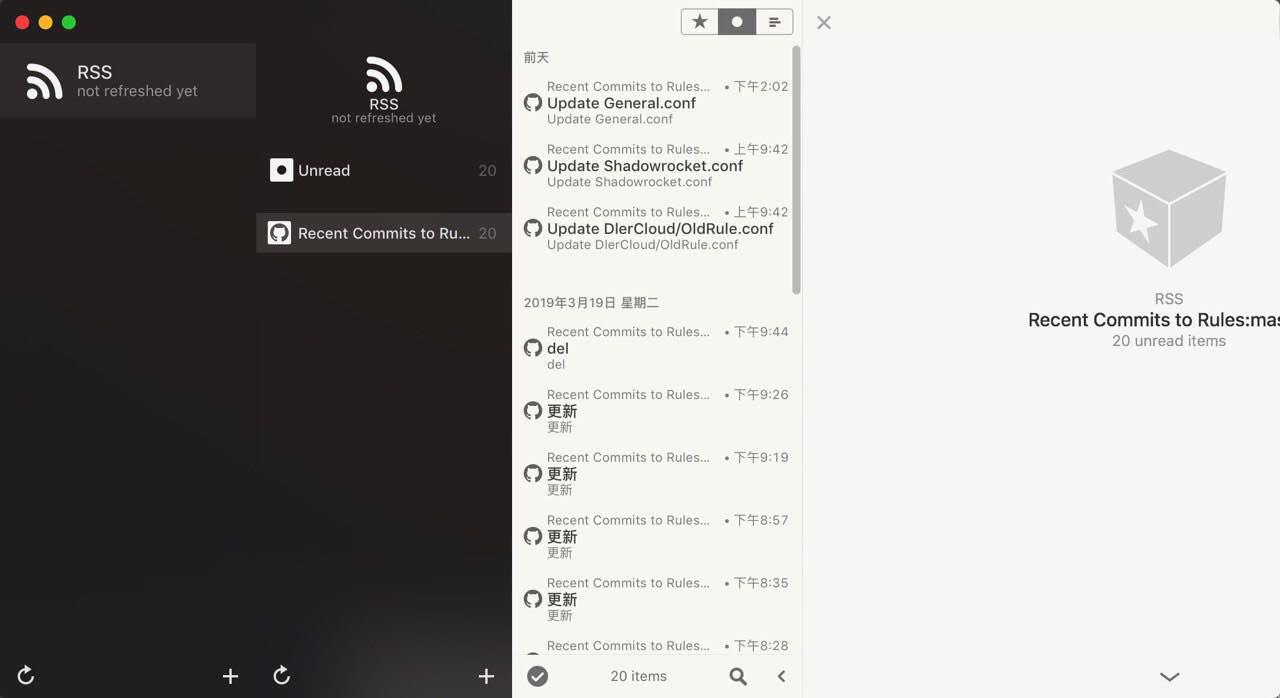 RSS
not refreshed yet
RSS
not refreshed yet
Unread 20
Recent Commits to Ru... 20
前天
Recent Commits to Rules... • 下午2:02
Update General.conf
Update General.conf
Recent Commits to Rules... • 上午9:42
Update Shadowrocket.conf
Update Shadowrocket.conf
Recent Commits to Rules... • 上午9:42
Update DlerCloud/OldRule.conf
Update DlerCloud/OldRule.conf
2019年3月19日 星期二
Recent Commits to Rules... • 下午9:44
del
del
Recent Commits to Rules... • 下午9:26
更新
更新
Recent Commits to Rules... • 下午9:19
更新
更新
Recent Commits to Rules... • 下午8:57
更新
更新
Recent Commits to Rules... • 下午8:35
更新
更新
Recent Commits to Rules... • 下午8:28
20 items
RSS
Recent Commits to Rules:mas
20 unread items